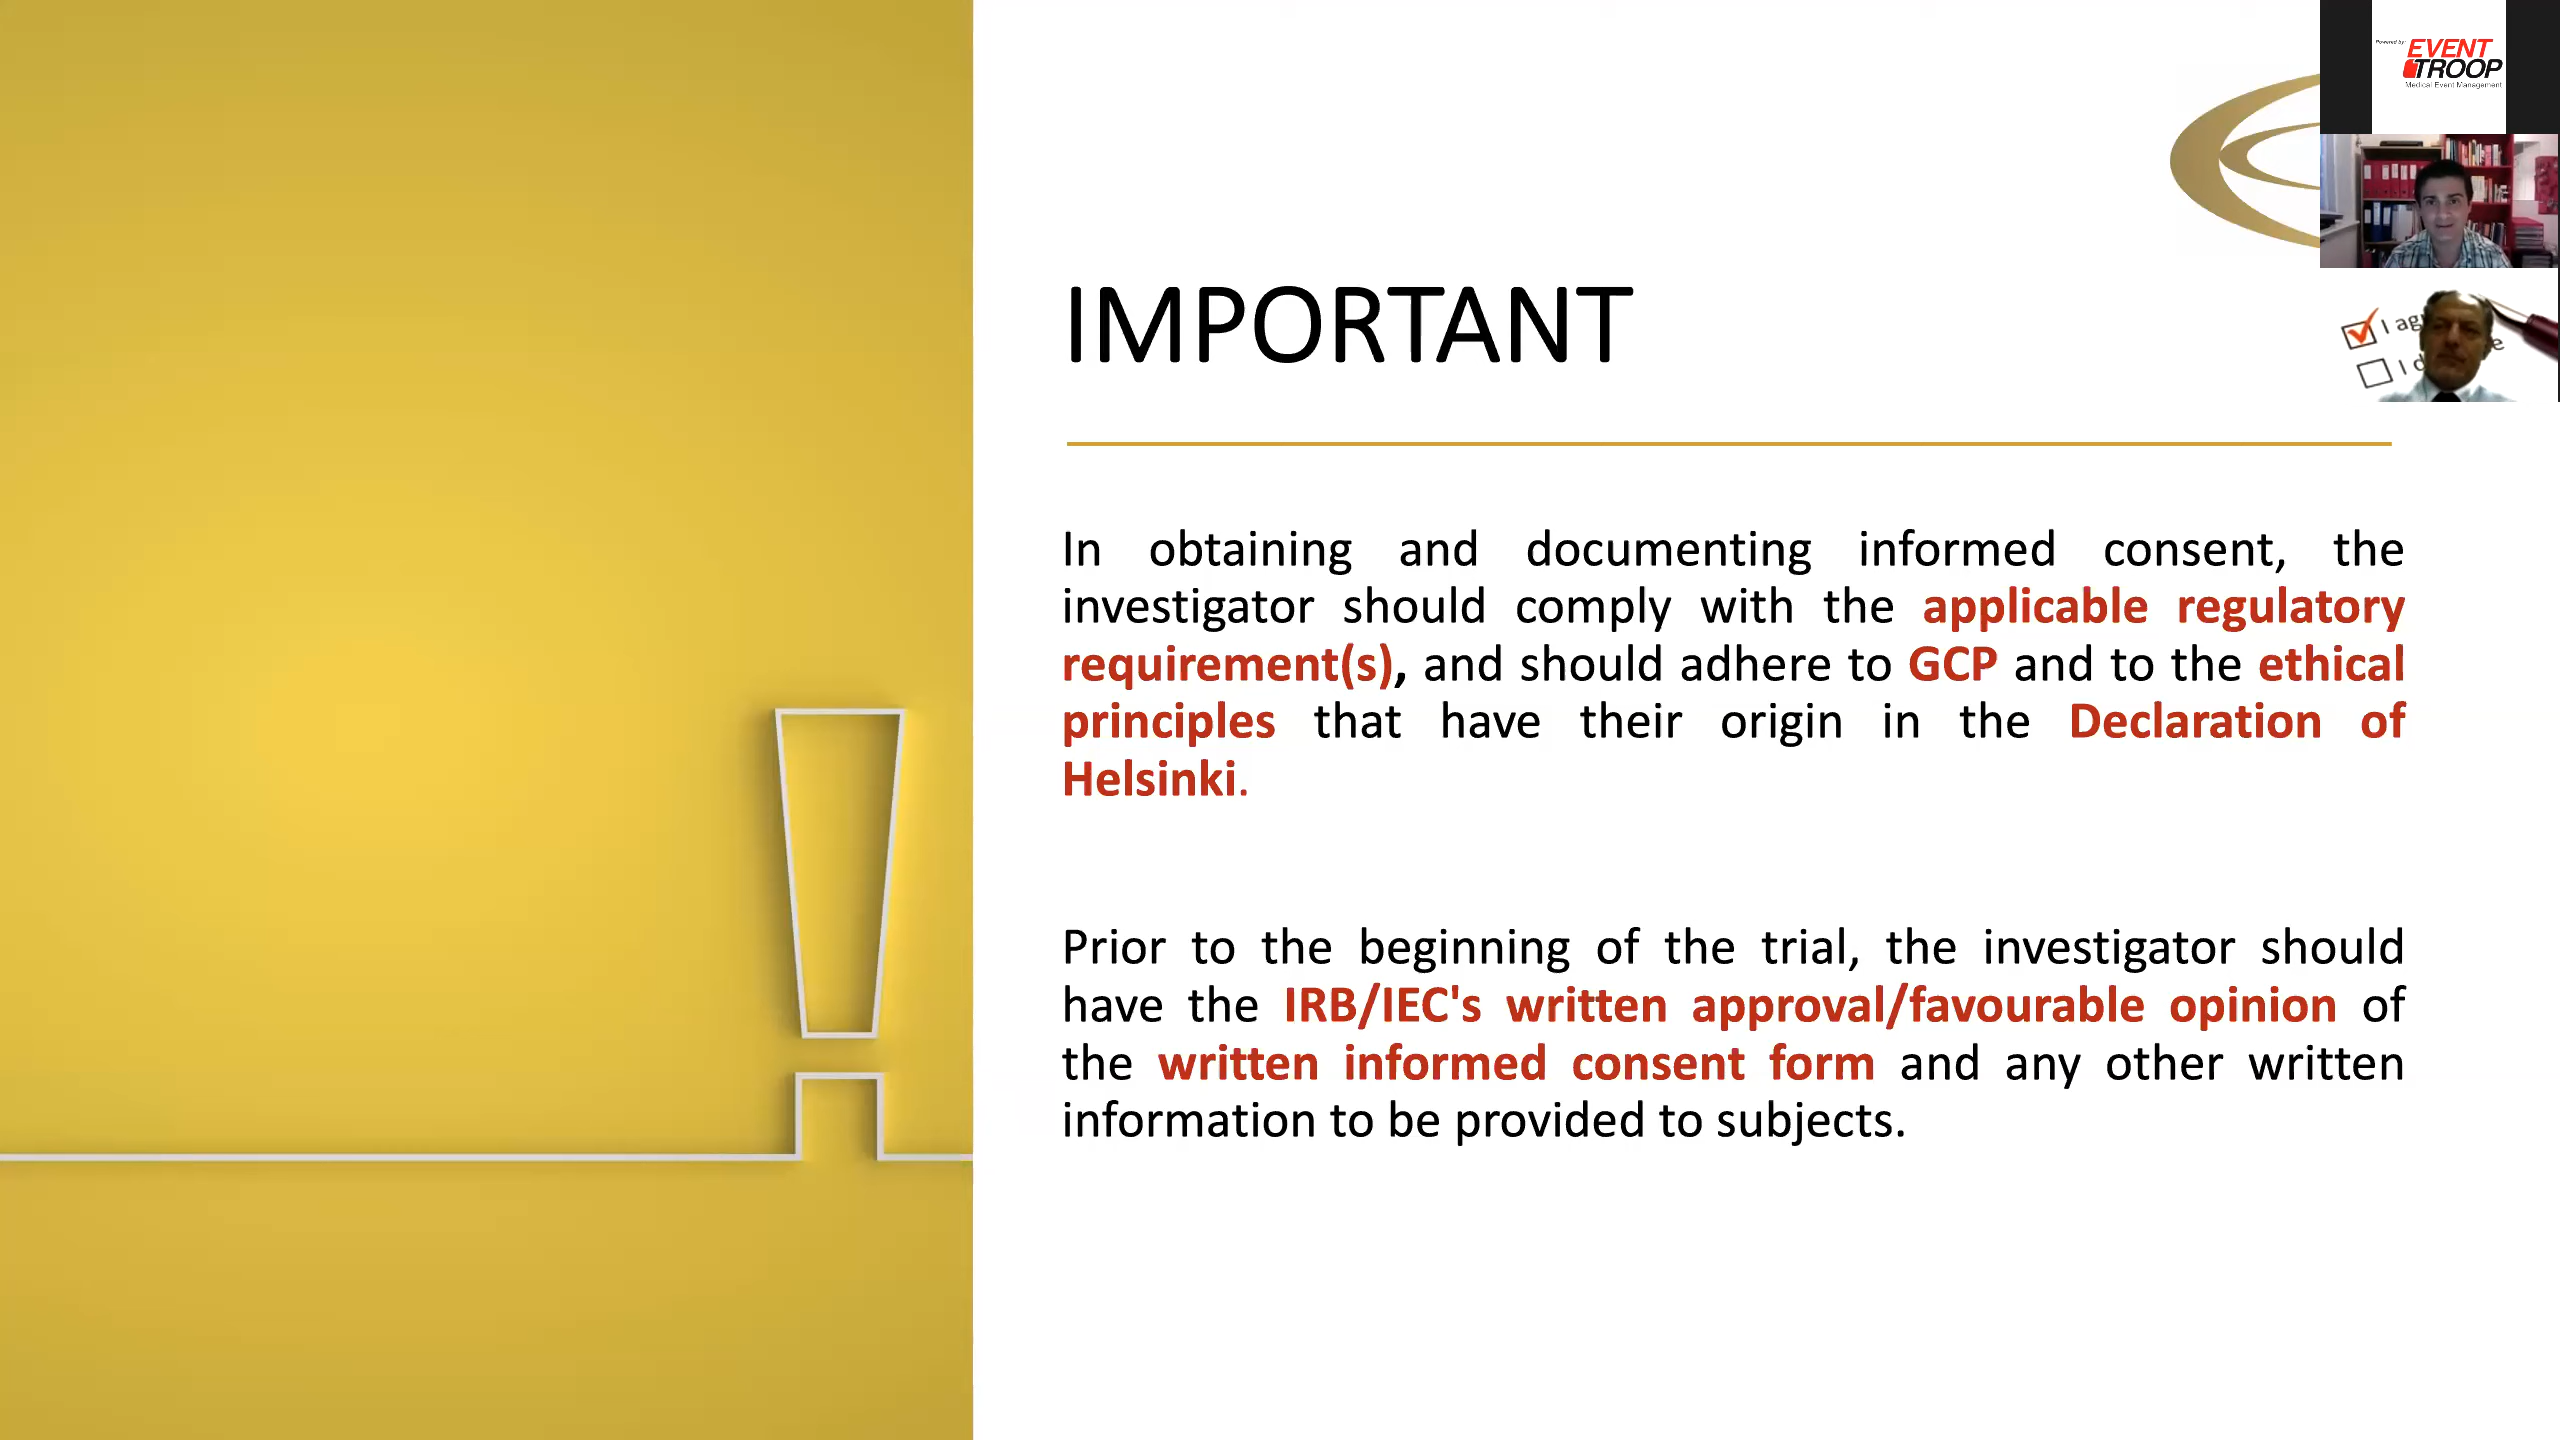 Powered by:
EVENT
TROOP
Medical Event Management
I ag
I d e
IMPORTANT
In obtaining and documenting informed consent, the
investigator should comply with the applicable regulatory
requirement(s), and should adhere to GCP and to the ethical
principles that have their origin in the Declaration of
Helsinki.
Prior to the beginning of the trial, the investigator should
have the IRB/IEC's written approval/favourable opinion of
the written informed consent form and any other written
information to be provided to subjects.